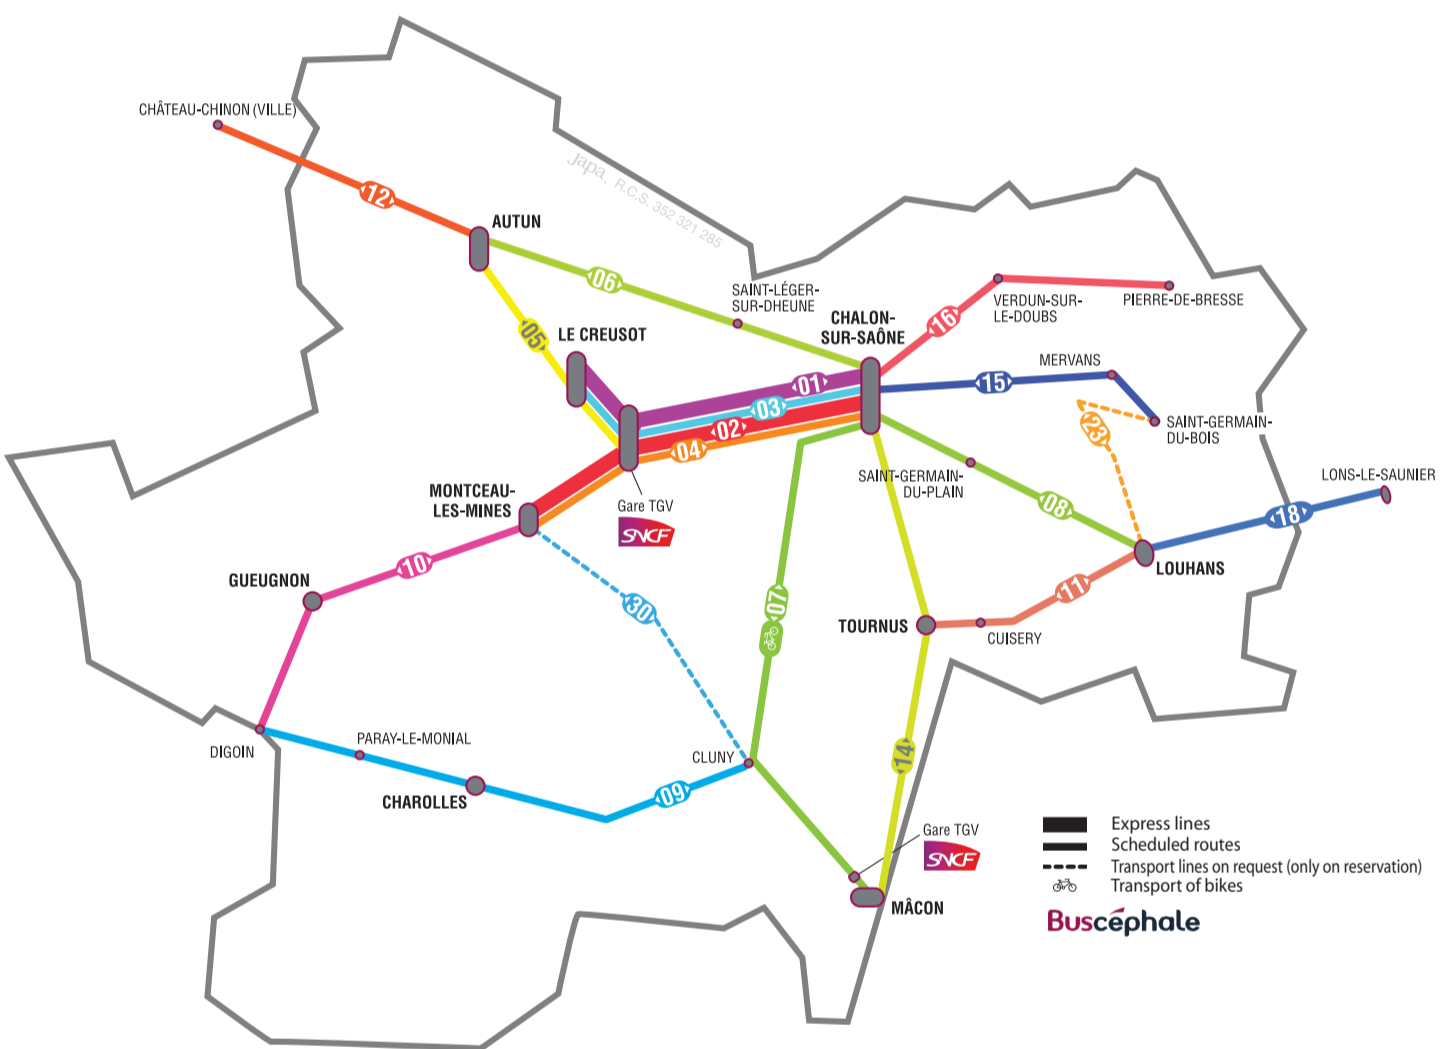 CHÂTEAU-CHINON (VILLE)
12
AUTUN
Japa. R.C.S. 352 321 285
06
SAINT-LÉGER-
SUR-DHEUNE
05
LE CREUSOT
CHALON-
SUR-SAÔNE
16
VERDUN-SUR-
LE-DOUBS
PIERRE-DE-BRESSE
MERVANS
01
15
03
02
04
23
SAINT-GERMAIN-
DU-BOIS
SAINT-GERMAIN-
DU-PLAIN
LONS-LE-SAUNIER
MONTCEAU-
LES-MINES
Gare TGV
SNCF
08
18
10
LOUHANS
GUEUGNON
30
07
11
TOURNUS
CUISERY
DIGOIN
PARAY-LE-MONIAL
CLUNY
14
CHAROLLES
09
Gare TGV
SNCF
MÂCON
Express lines
Scheduled routes
Transport lines on request (only on reservation)
Transport of bikes
Buscéphale